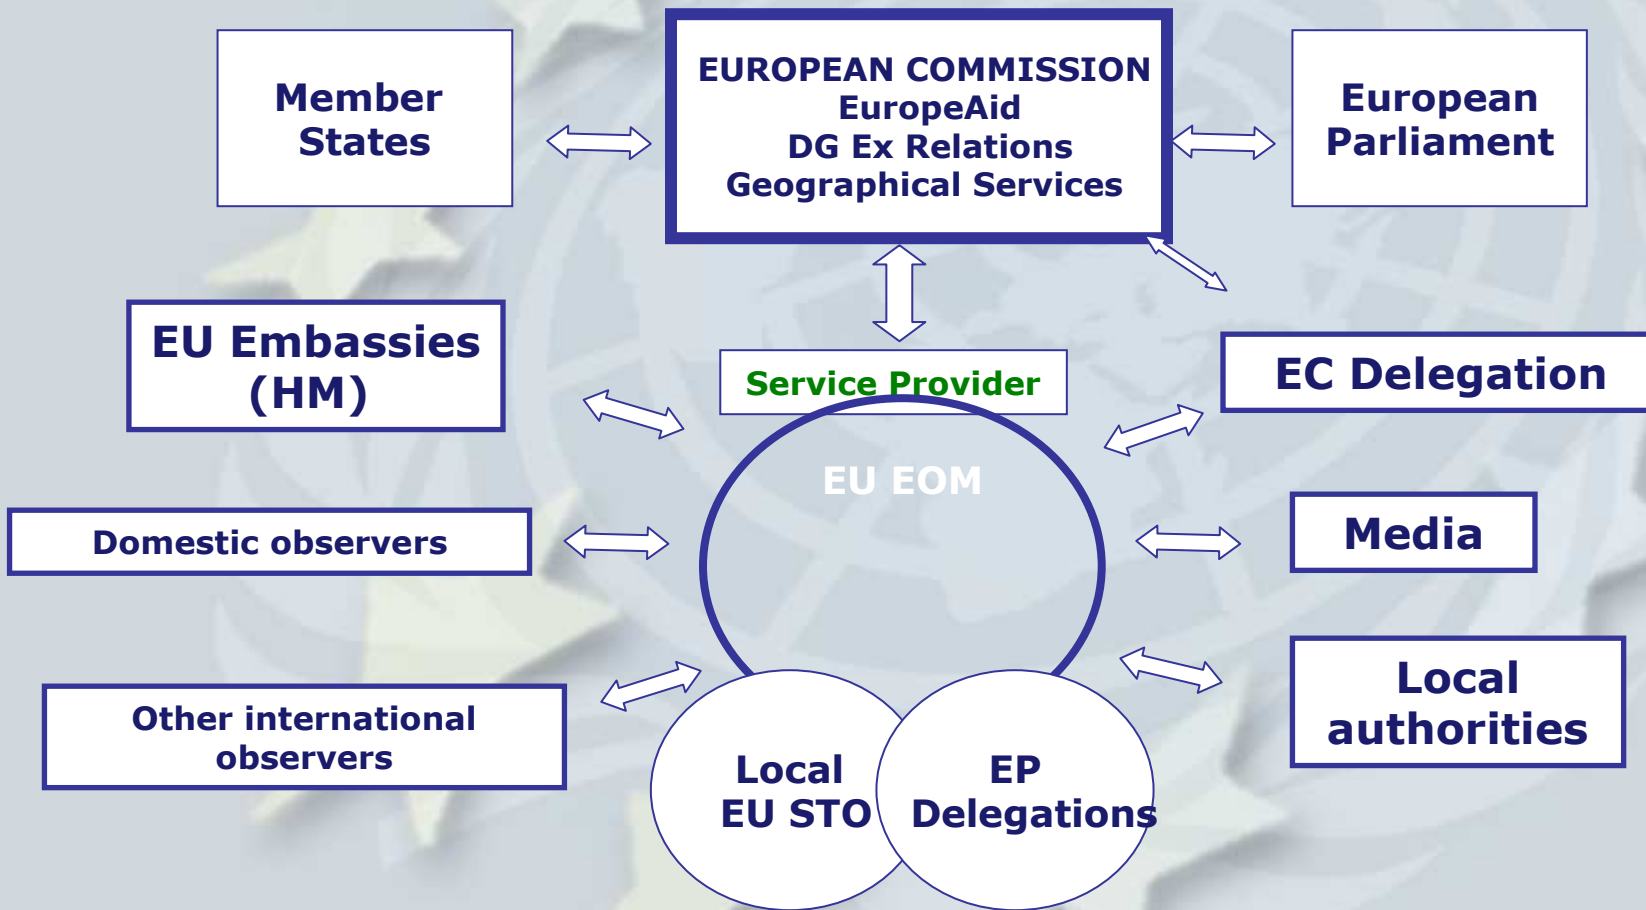 Member
States
EUROPEAN COMMISSION
EuropeAid
DG Ex Relations
Geographical Services
European
Parliament
EU Embassies
(HM)
Service Provider
EC Delegation
EU EOM
Domestic observers
Media
Other international
observers
Local
authorities
Local
EU STO
EP
Delegations